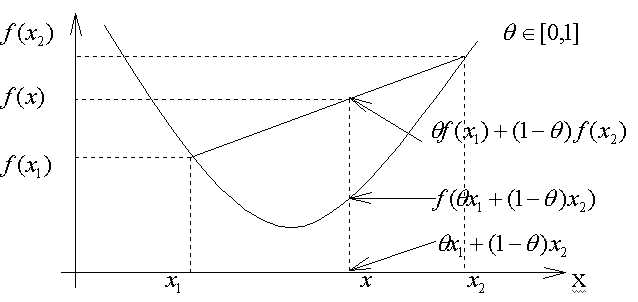 f(x₂)
θ ∈ [0,1]
f(x)
θf(x₁) + (1 − θ)f(x₂)
f(x₁)
f(θx₁ + (1 − θ)x₂)
θx₁ + (1 − θ)x₂
x₁ x x₂ X